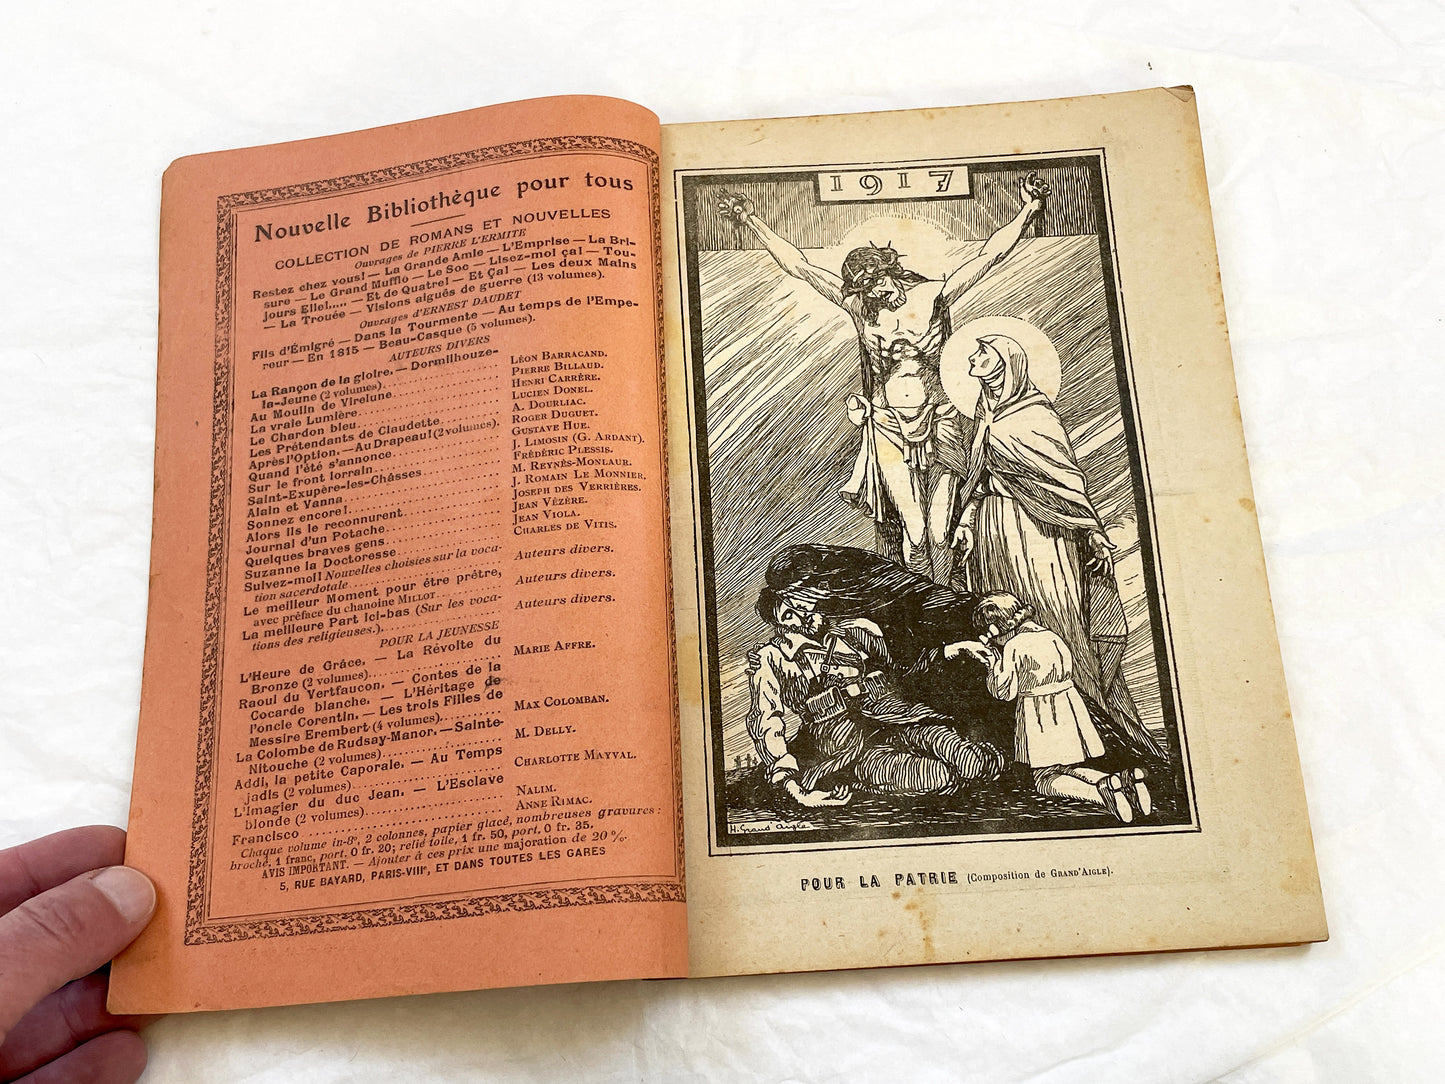 Nouvelle Bibliothèque pour tous
COLLECTION DE ROMANS ET NOUVELLES
Ouvrages de PIERRE L'ERMITE
Restez chez vous! — La Grande Amie — L'Emprise — La Bri-
sure — Le Grand Muflo — Le Soc — Lisez-moi ça! — Tou-
jours Elle!.... — Et de Quatre! — Et Ça! — Les deux Mains
— La Trouée — Visions aiguës de guerre (13 volumes).
Ouvrages d'ERNEST DAUDET
Fils d'Émigré — Dans la Tourmente — Au temps de l'Empe-
reur — En 1815 — Beau-Casque (5 volumes).
AUTEURS DIVERS
La Rançon de la gloire. — Dormilhouze-
la-Jeune (2 volumes). LÉON BARRACAND.
Au Moulin de Virelune PIERRE BILLAUD.
La vraie Lumière HENRI CARRÈRE.
Le Chardon bleu LUCIEN DONEL.
Les Prétendants de Claudette A. DOURLIAC.
Après l'Option. — Au Drapeau! (2 volumes). ROGER DUGUET.
Quand l'été s'annonce GUSTAVE HUE.
Sur le front lorrain J. LIMOSIN (G. ARDANT).
Saint-Exupère-les-Châsses FRÉDÉRIC PLESSIS.
Alain et Vanna M. REYNÈS-MONLAUR.
Sonnez encore! J. ROMAIN LE MONNIER.
Alors ils le reconnurent JOSEPH DES VERRIÈRES.
Journal d'un Potache JEAN VÉZÈRE.
Quelques braves gens JEAN VIOLA.
Suzanne la Doctoresse CHARLES DE VITIS.
Suivez-moi! Nouvelles choisies sur la voca-
tion sacerdotale Auteurs divers.
Le meilleur Moment pour être prêtre,
avec préface du chanoine MILLOT Auteurs divers.
La meilleure Part ici-bas (Sur les voca-
tions des religieuses.). Auteurs divers.
POUR LA JEUNESSE
L'Heure de Grâce. — La Révolte du
Bronze (2 volumes) MARIE AFFRE.
Raoul du Vertfaucon. — Contes de la
Cocarde blanche. — L'Héritage de
l'oncle Corentin. — Les trois Filles de
Messire Erembert (4 volumes) MAX COLOMBAN.
La Colombe de Rudsay-Manor. — Sainte-
Nitouche (2 volumes) M. DELLY.
Addi, la petite Caporale. — Au Temps
jadis (2 volumes) CHARLOTTE MAYVAL.
L'Imagier du duc Jean. — L'Esclave
blonde (2 volumes) NALIM.
Francisco ANNE RIMAC.
Chaque volume in-8º, 2 colonnes, papier glacé, nombreuses gravures :
broché, 1 franc, port, 0 fr. 20; relié toile, 1 fr. 50, port, 0 fr. 35.
AVIS IMPORTANT. — Ajouter à ces prix une majoration de 20 %.
5, RUE BAYARD, PARIS-VIIIe, ET DANS TOUTES LES GARES
1917
H. Grand'Aigle
POUR LA PATRIE (Composition de GRAND'AIGLE).